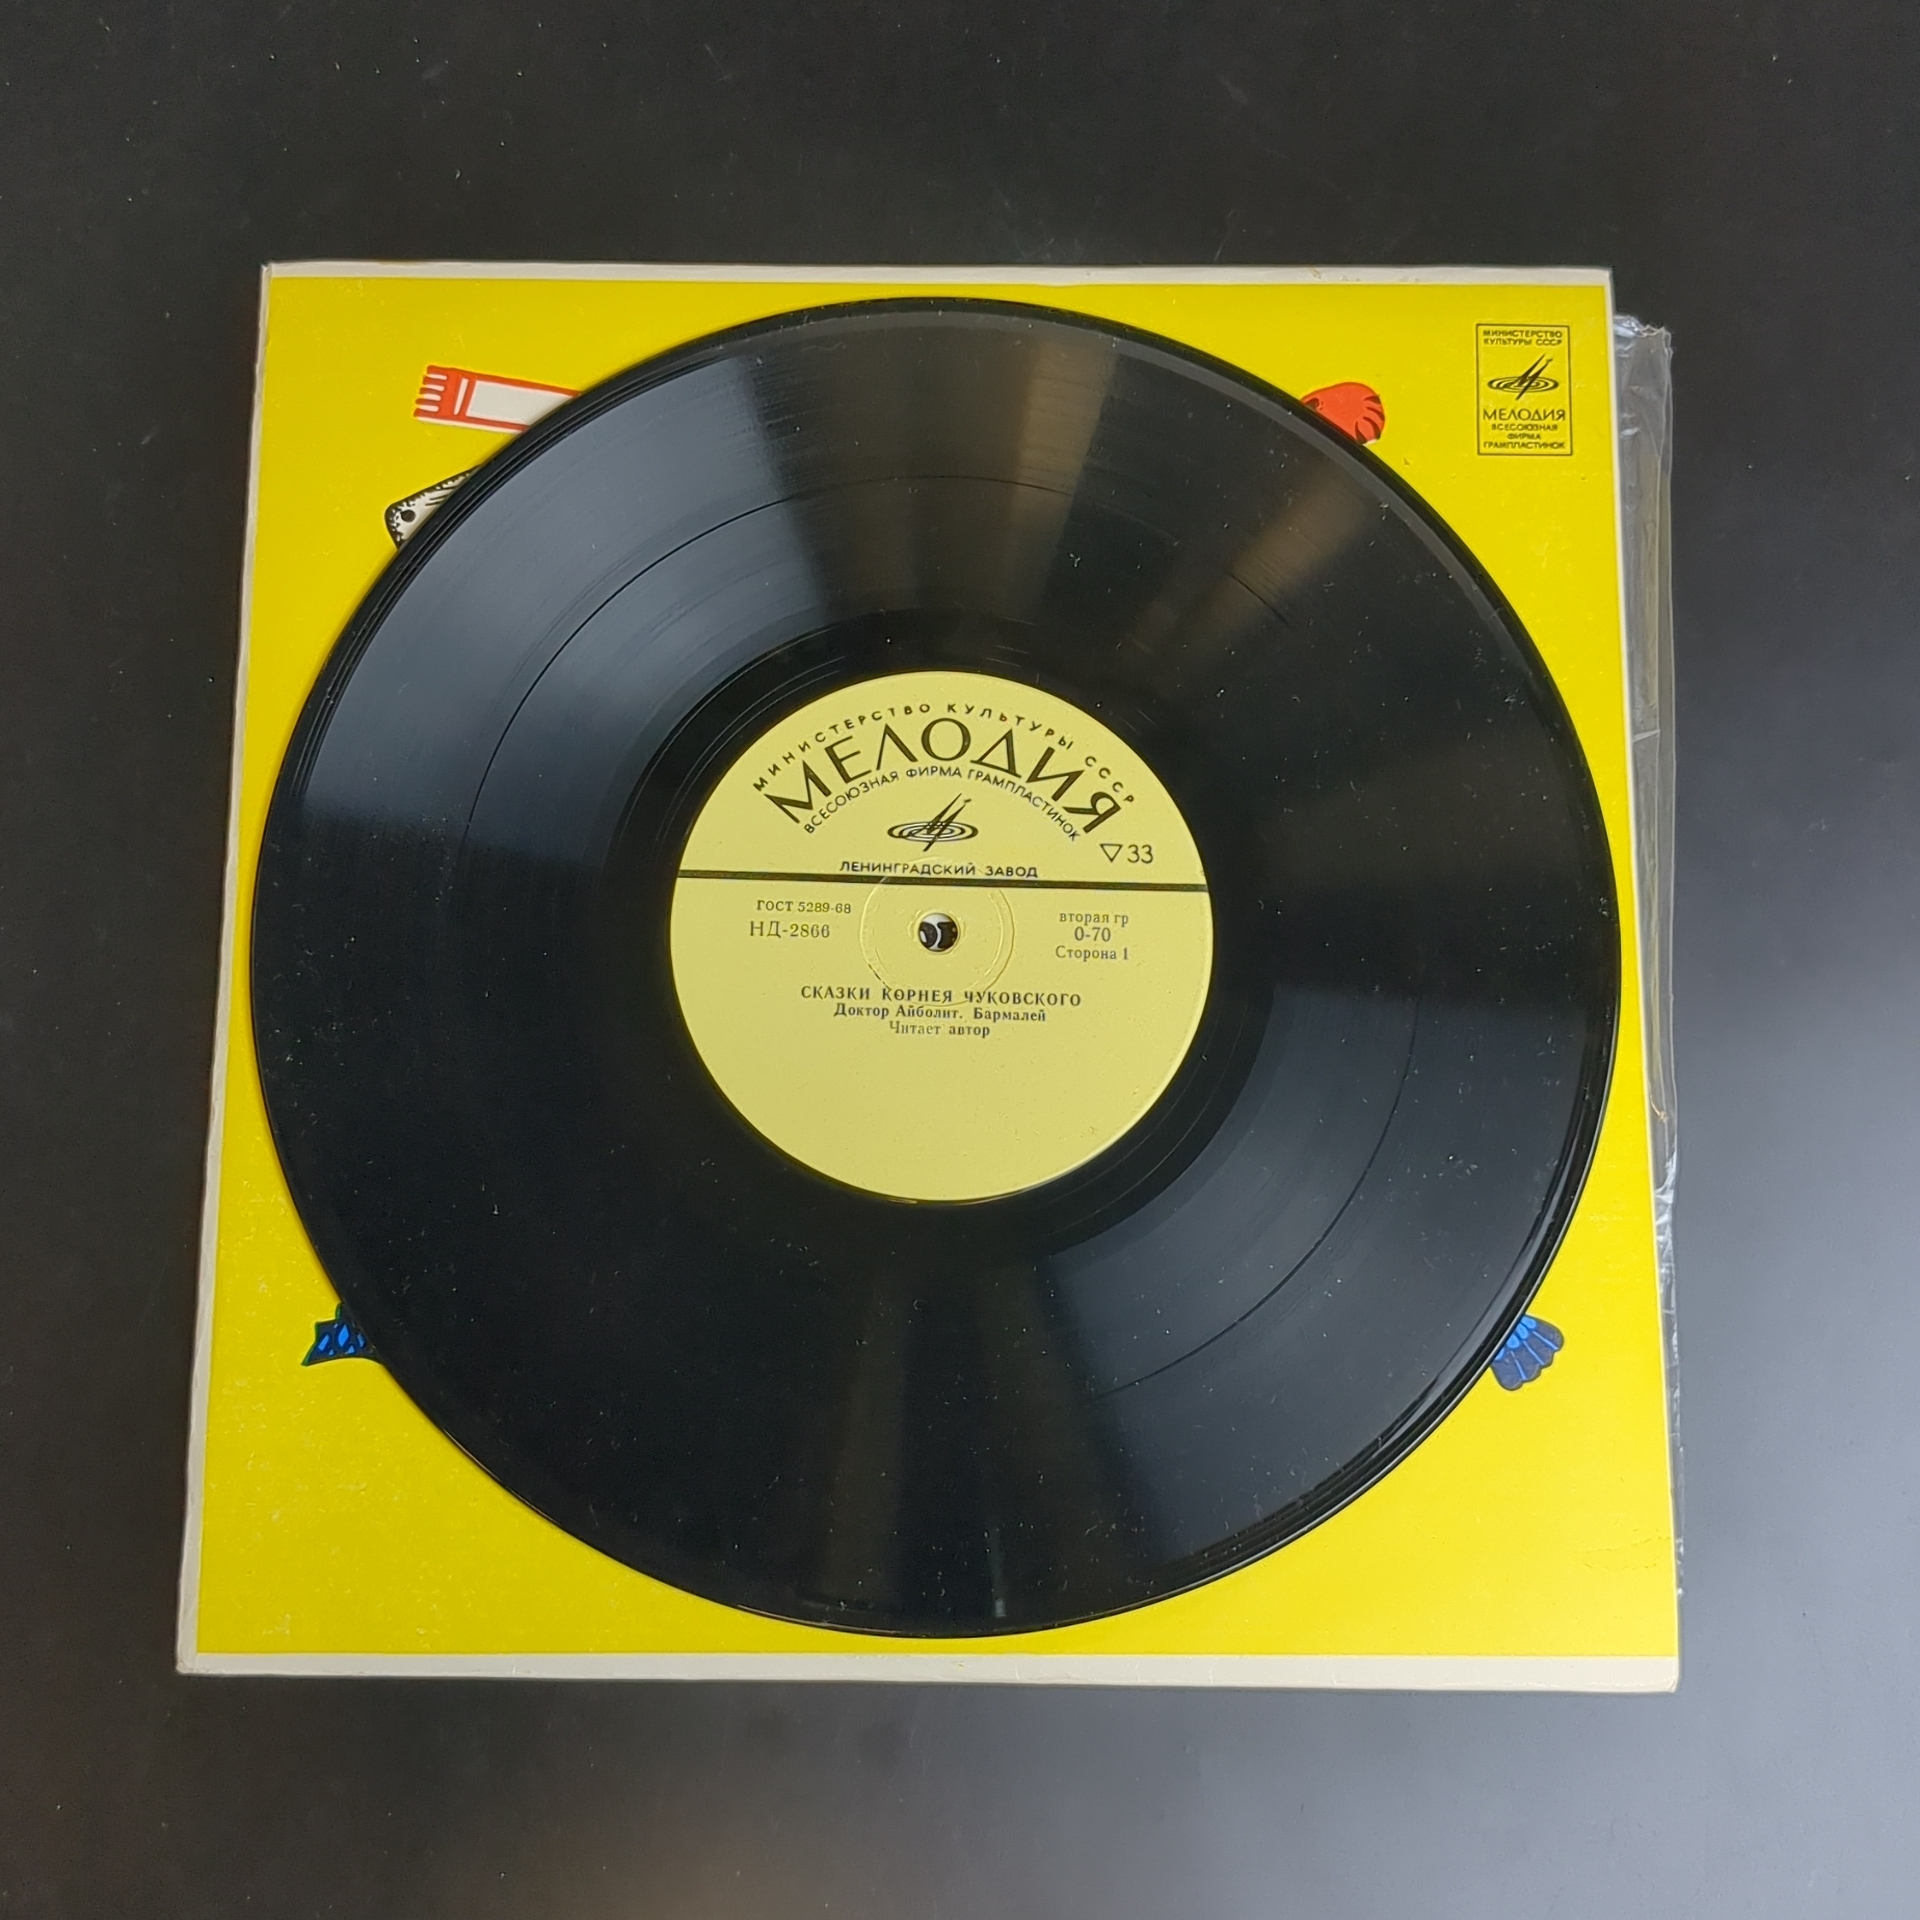 МИНИСТЕРСТВО
КУЛЬТУРЫ СССР
МЕЛОДИЯ
ВСЕСОЮЗНАЯ
ФИРМА
ГРАМПЛАСТИНОК
МИНИСТЕРСТВО КУЛЬТУРЫ СССР
МЕЛОДИЯ
ВСЕСОЮЗНАЯ ФИРМА ГРАМПЛАСТИНОК
33
ЛЕНИНГРАДСКИЙ ЗАВОД
ГОСТ 5289-68
НД-2866
вторая гр
0-70
Сторона 1
СКАЗКИ КОРНЕЯ ЧУКОВСКОГО
Доктор Айболит. Бармалей
Читает автор